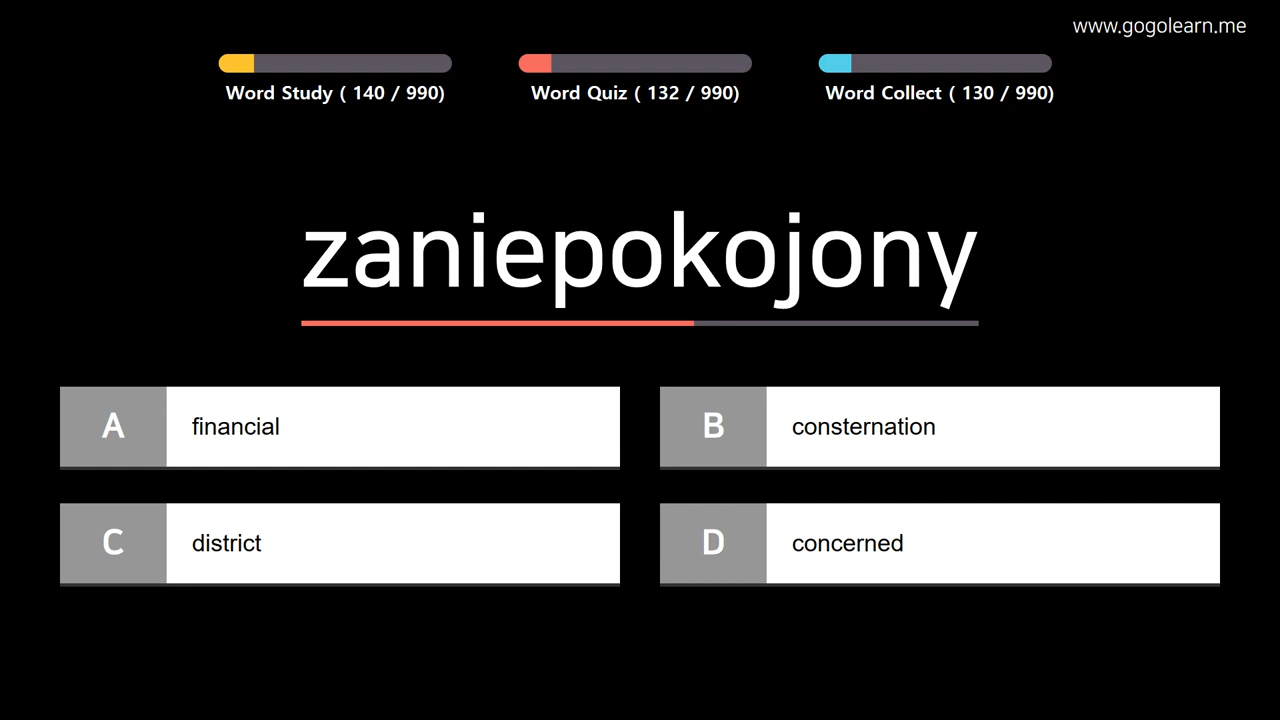 www.gogolearn.me
Word Study ( 140 / 990)
Word Quiz ( 132 / 990)
Word Collect ( 130 / 990)
zaniepokojony
A financial
B consternation
C district
D concerned